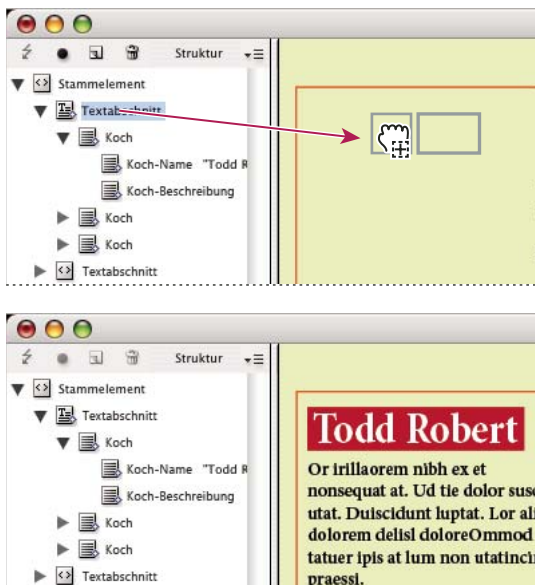 Struktur
Stammelement
Textabschnitt
Koch
Koch-Name "Todd R
Koch-Beschreibung
Koch
Koch
Textabschnitt
Struktur
Stammelement
Textabschnitt
Koch
Koch-Name "Todd R
Koch-Beschreibung
Koch
Koch
Textabschnitt
Todd Robert
Or irillaorem nibh ex et
nonsequat at. Ud tie dolor susc
utat. Duiscidunt luptat. Lor ali
dolorem delisl doloreOmmod
tatuer ipis at lum non utatincin
praessi.